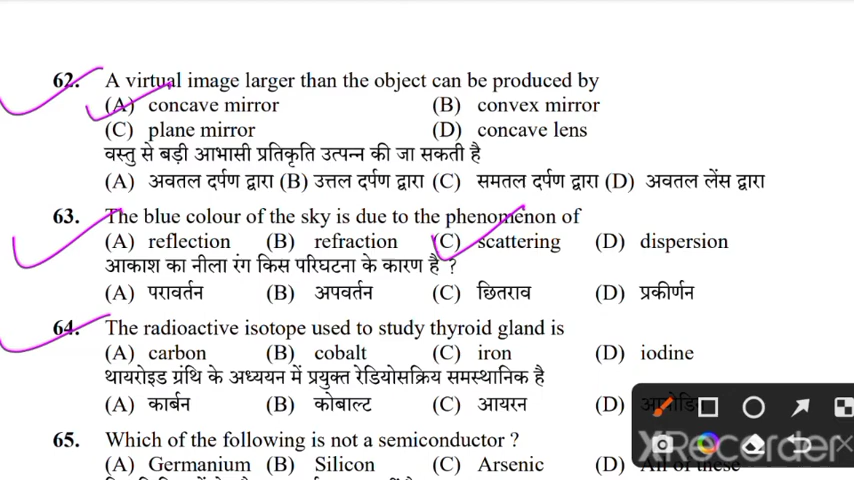 62. A virtual image larger than the object can be produced by
(A) concave mirror (B) convex mirror
(C) plane mirror (D) concave lens
वस्तु से बड़ी आभासी प्रतिकृति उत्पन्न की जा सकती है
(A) अवतल दर्पण द्वारा (B) उत्तल दर्पण द्वारा (C) समतल दर्पण द्वारा (D) अवतल लेंस द्वारा
63. The blue colour of the sky is due to the phenomenon of
(A) reflection (B) refraction (C) scattering (D) dispersion
आकाश का नीला रंग किस परिघटना के कारण है ?
(A) परावर्तन (B) अपवर्तन (C) छितराव (D) प्रकीर्णन
64. The radioactive isotope used to study thyroid gland is
(A) carbon (B) cobalt (C) iron (D) iodine
थायरोइड ग्रंथि के अध्ययन में प्रयुक्त रेडियोसक्रिय समस्थानिक है
(A) कार्बन (B) कोबाल्ट (C) आयरन (D)
65. Which of the following is not a semiconductor ?
(A) Germanium (B) Silicon (C) Arsenic (D) All of these
XRecorder